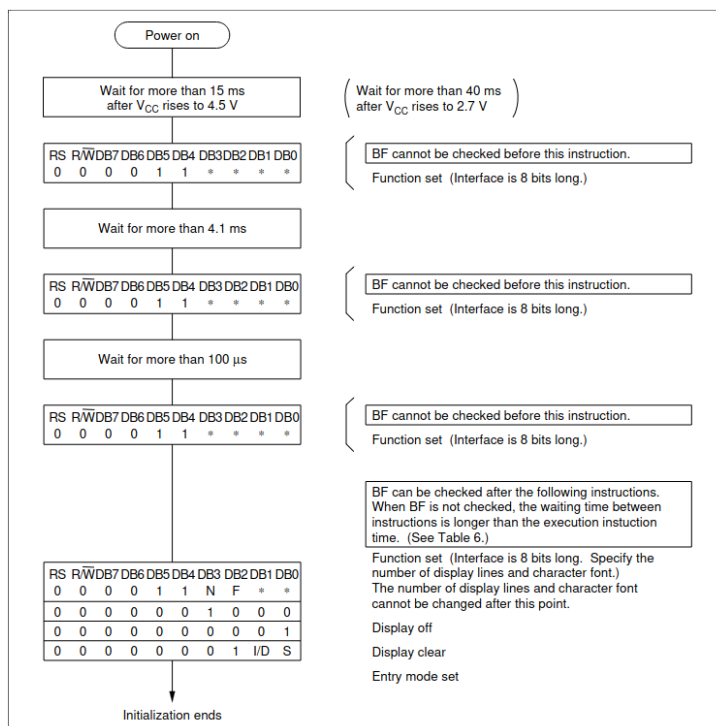 Power on
Wait for more than 15 ms
after VCC rises to 4.5 V
Wait for more than 40 ms
after VCC rises to 2.7 V
RS R/W DB7 DB6 DB5 DB4 DB3 DB2 DB1 DB0
0 0 0 0 1 1 * * * *
BF cannot be checked before this instruction.
Function set (Interface is 8 bits long.)
Wait for more than 4.1 ms
RS R/W DB7 DB6 DB5 DB4 DB3 DB2 DB1 DB0
0 0 0 0 1 1 * * * *
BF cannot be checked before this instruction.
Function set (Interface is 8 bits long.)
Wait for more than 100 μs
RS R/W DB7 DB6 DB5 DB4 DB3 DB2 DB1 DB0
0 0 0 0 1 1 * * * *
BF cannot be checked before this instruction.
Function set (Interface is 8 bits long.)
BF can be checked after the following instructions.
When BF is not checked, the waiting time between
instructions is longer than the execution instuction
time. (See Table 6.)
RS R/W DB7 DB6 DB5 DB4 DB3 DB2 DB1 DB0
0 0 0 0 1 1 N F * *
0 0 0 0 0 0 1 0 0 0
0 0 0 0 0 0 0 0 0 1
0 0 0 0 0 0 0 1 I/D S
Function set (Interface is 8 bits long. Specify the
number of display lines and character font.)
The number of display lines and character font
cannot be changed after this point.
Display off
Display clear
Entry mode set
Initialization ends